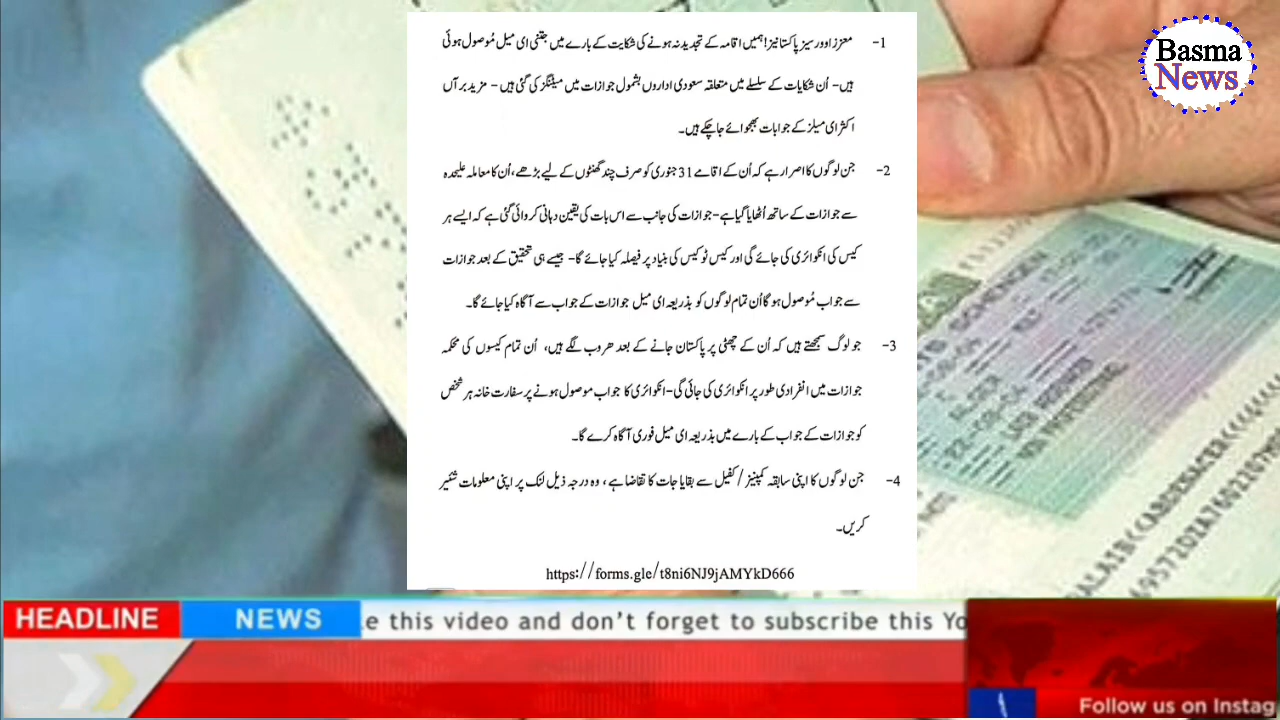 Basma
News
1- معزز اوورسیز پاکستانیز! ہمیں اقامہ کے تجدید نہ ہونے کی شکایت کے بارے میں جتنی ای میل مُوصول ہوئی
ہیں- اُن شکایات کے سلسلے میں متعلقہ سعودی اداروں بشمول جوازات میں میٹنگز کی گئی ہیں - مزید برآں
اکثر ای میلز کے جوابات بھجوائے جاچکے ہیں۔
2- جن لوگوں کا اصرار ہے کہ اُن کے اقامے 31 جنوری کو صرف چند گھنٹوں کے لیے بڑھے، اُن کا معاملہ علیحدہ
سے جوازات کے ساتھ اُٹھایا گیا ہے- جوازات کی جانب سے اس بات کی یقین دہانی کروائی گئی ہے کہ ایسے ہر
کیس کی انکوائری کی جائے گی اور کیس ٹو کیس کی بنیاد پر فیصلہ کیا جائے گا- جیسے ہی تحقیق کے بعد جوازات
سے جواب مُوصول ہوگا اُن تمام لوگوں کو بذریعہ ای میل جوازات کے جواب سے آگاہ کیا جائے گا۔
3- جو لوگ سمجھتے ہیں کہ اُن کے چھٹی پر پاکستان جانے کے بعد ھروب لگے ہیں، اُن تمام کیسوں کی محکمہ
جوازات میں انفرادی طور پر انکوائری کی جائی گی- انکوائری کا جواب موصول ہونے پر سفارت خانہ ہر شخص
کو جوازات کے جواب کے بارے میں بذریعہ ای میل فوری آگاہ کرے گا۔
4- جن لوگوں کا اپنی سابقہ کمپنیز/کفیل سے بقایا جات کا تقاضا ہے، وہ درجہ ذیل لنک پر اپنی معلومات شئیر
کریں۔
https://forms.gle/t8ni6NJ9jAMYkD666
HEADLINE NEWS
this video and don't forget to subscribe this Yo
Follow us on Instag